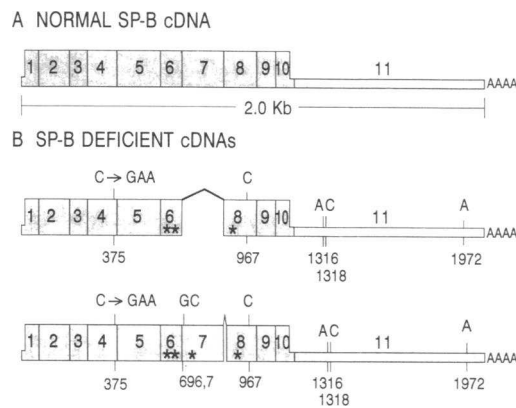 A NORMAL SP-B cDNA
1 2 3 4 5 6 7 8 9 10 11 AAAA
2.0 Kb
B SP-B DEFICIENT cDNAs
C → GAA C
1 2 3 4 5 6 8 9 10 AC 11 A AAAA
** *
375 967 1316 1972
1318
C → GAA GC C
1 2 3 4 5 6 7 8 9 10 AC 11 A AAAA
** * *
375 696,7 967 1316 1972
1318